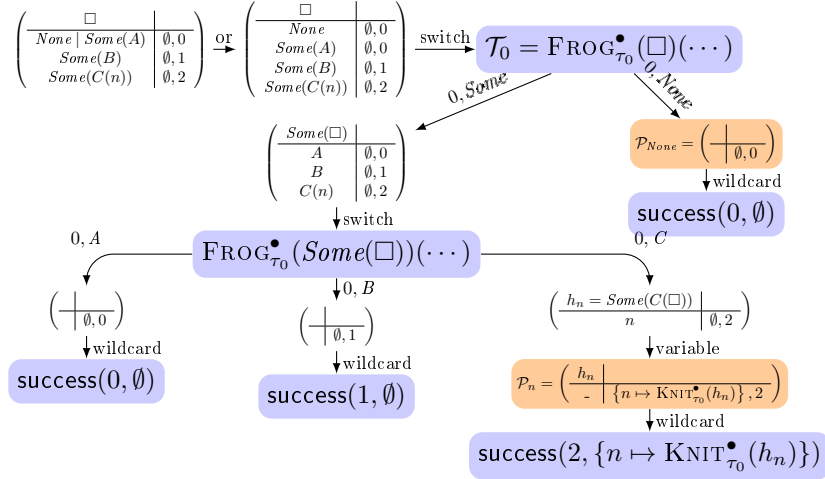 □
None | Some(A) ∅, 0
Some(B) ∅, 1
Some(C(n)) ∅, 2
or
□
None ∅, 0
Some(A) ∅, 0
Some(B) ∅, 1
Some(C(n)) ∅, 2
switch
𝒯₀ = FROG•τ₀(□)(⋯)
0, Some
0, None
Some(□)
A ∅, 0
B ∅, 1
C(n) ∅, 2
𝒫None = ( ∅, 0 )
wildcard
success(0, ∅)
switch
FROG•τ₀(Some(□))(⋯)
0, A
0, B
0, C
∅, 0
wildcard
success(0, ∅)
∅, 1
wildcard
success(1, ∅)
hₙ = Some(C(□))
n ∅, 2
variable
𝒫ₙ = ( hₙ
_ {n ↦ KNIT•τ₀(hₙ)}, 2 )
wildcard
success(2, {n ↦ KNIT•τ₀(hₙ)})